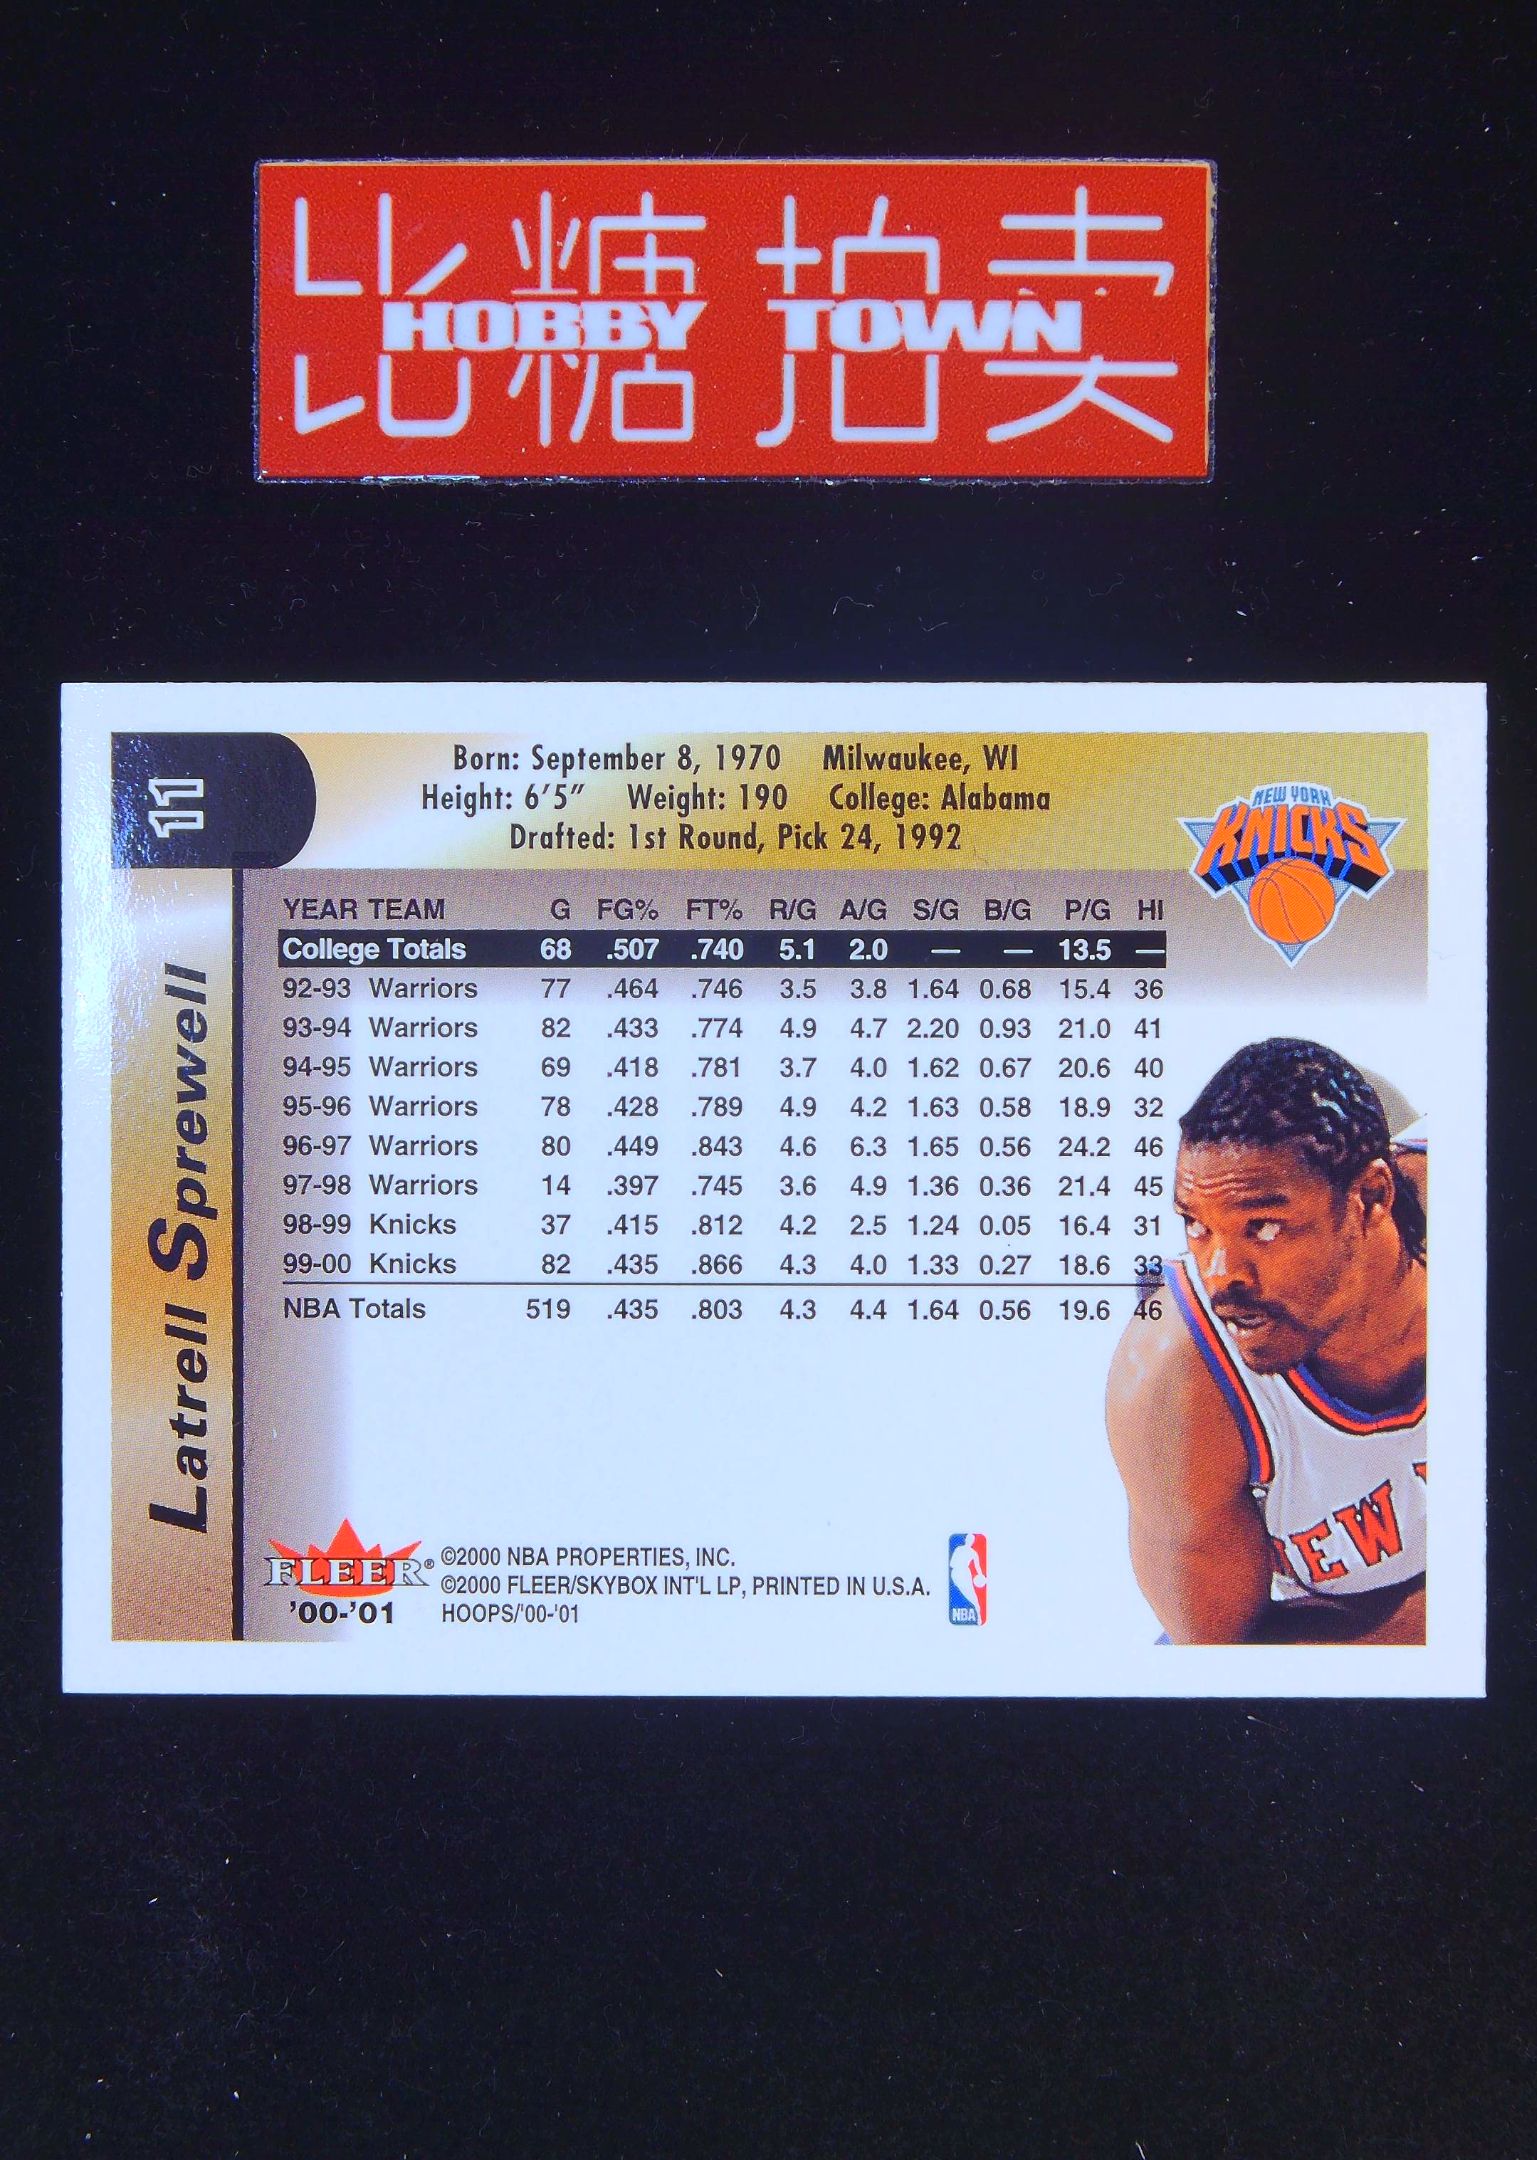 比糖 拍卖
HOBBY TOWN
11
Born: September 8, 1970 Milwaukee, WI
Height: 6'5" Weight: 190 College: Alabama
Drafted: 1st Round, Pick 24, 1992
NEW YORK
KNICKS
YEAR TEAM G FG% FT% R/G A/G S/G B/G P/G HI
College Totals 68 .507 .740 5.1 2.0 — — 13.5 —
92-93 Warriors 77 .464 .746 3.5 3.8 1.64 0.68 15.4 36
93-94 Warriors 82 .433 .774 4.9 4.7 2.20 0.93 21.0 41
94-95 Warriors 69 .418 .781 3.7 4.0 1.62 0.67 20.6 40
95-96 Warriors 78 .428 .789 4.9 4.2 1.63 0.58 18.9 32
96-97 Warriors 80 .449 .843 4.6 6.3 1.65 0.56 24.2 46
97-98 Warriors 14 .397 .745 3.6 4.9 1.36 0.36 21.4 45
98-99 Knicks 37 .415 .812 4.2 2.5 1.24 0.05 16.4 31
99-00 Knicks 82 .435 .866 4.3 4.0 1.33 0.27 18.6 33
NBA Totals 519 .435 .803 4.3 4.4 1.64 0.56 19.6 46
Latrell Sprewell
FLEER®
'00-'01
©2000 NBA PROPERTIES, INC.
©2000 FLEER/SKYBOX INT'L LP, PRINTED IN U.S.A.
HOOPS/'00-'01
NBA
NEW